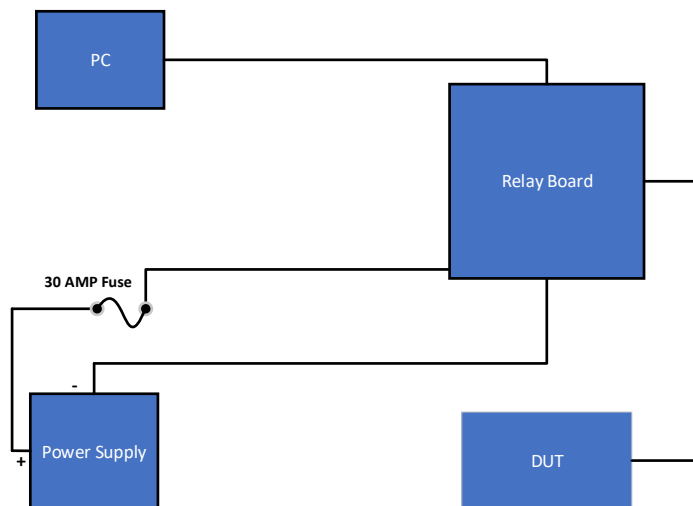 PC
Relay Board
30 AMP Fuse
-
+
Power Supply
DUT